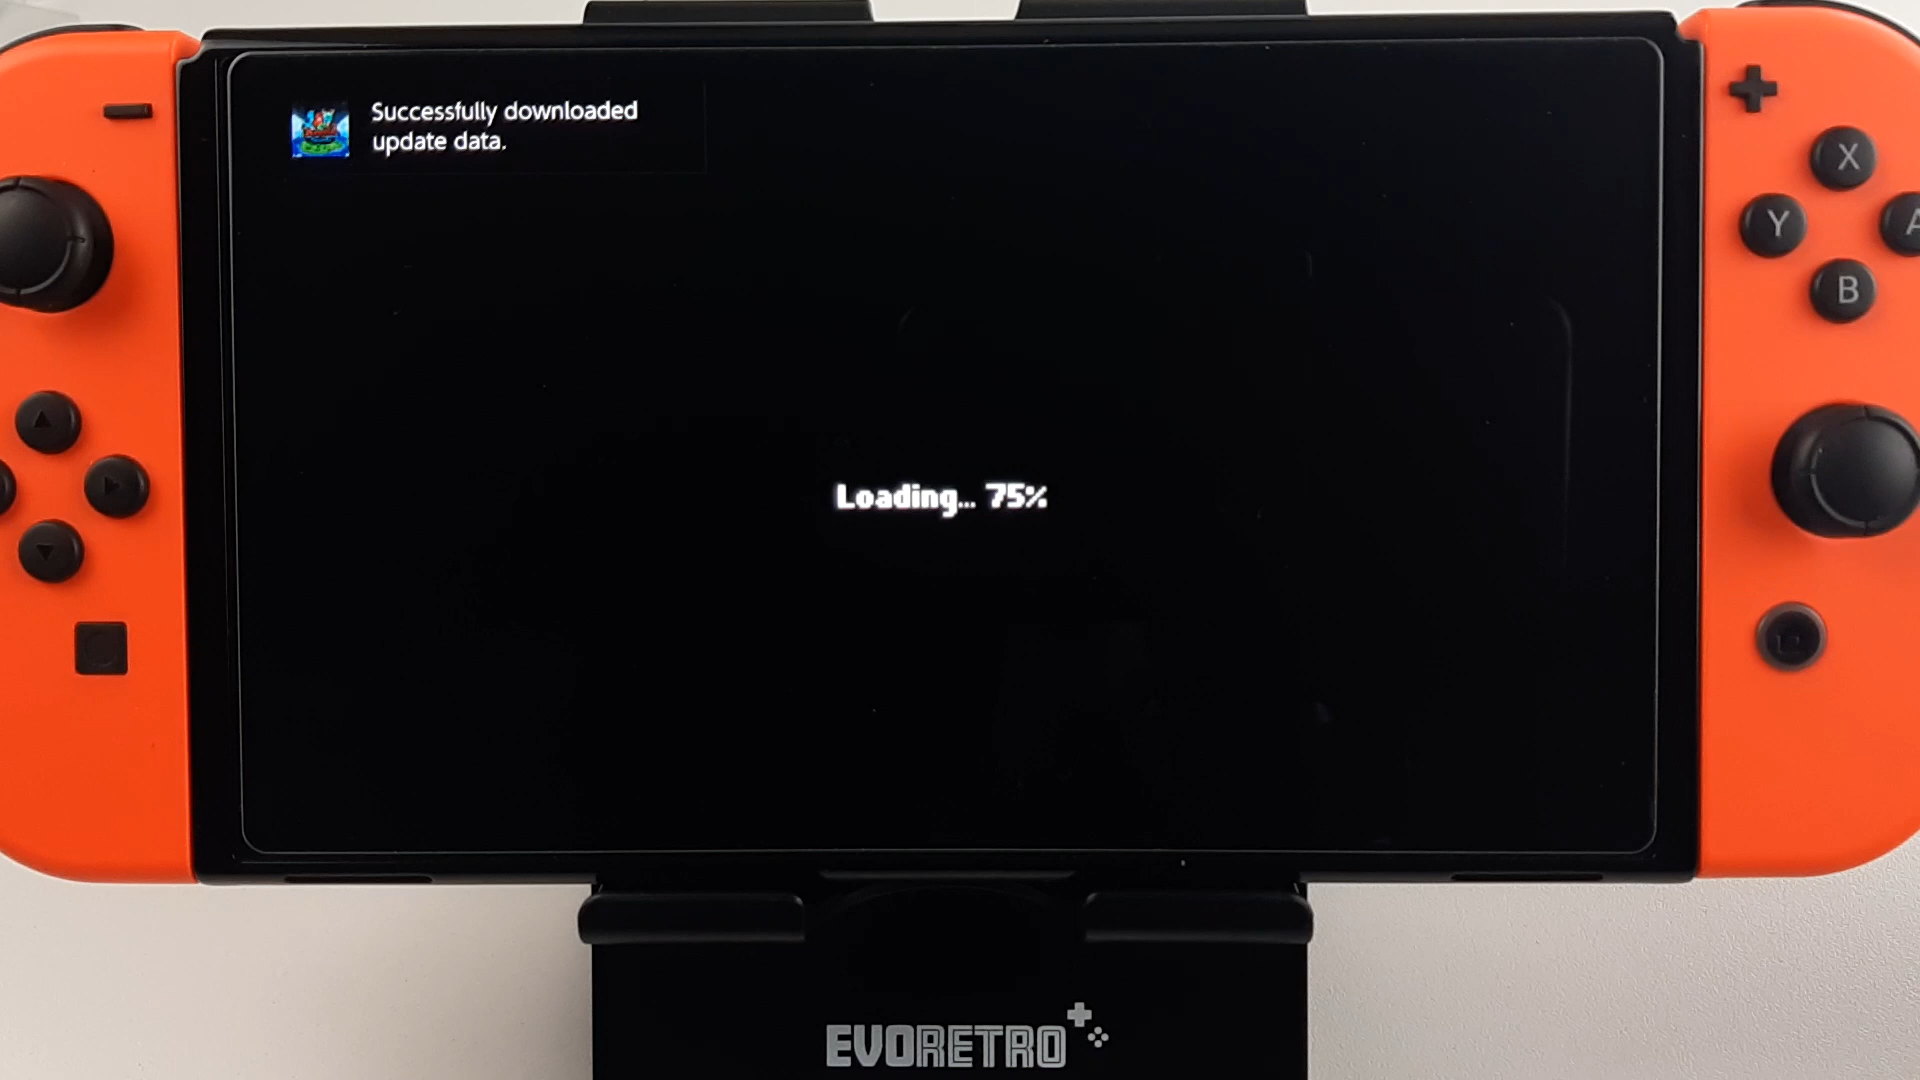 Successfully downloaded
update data.
X
Y
A
B
Loading... 75%
EVORETRO